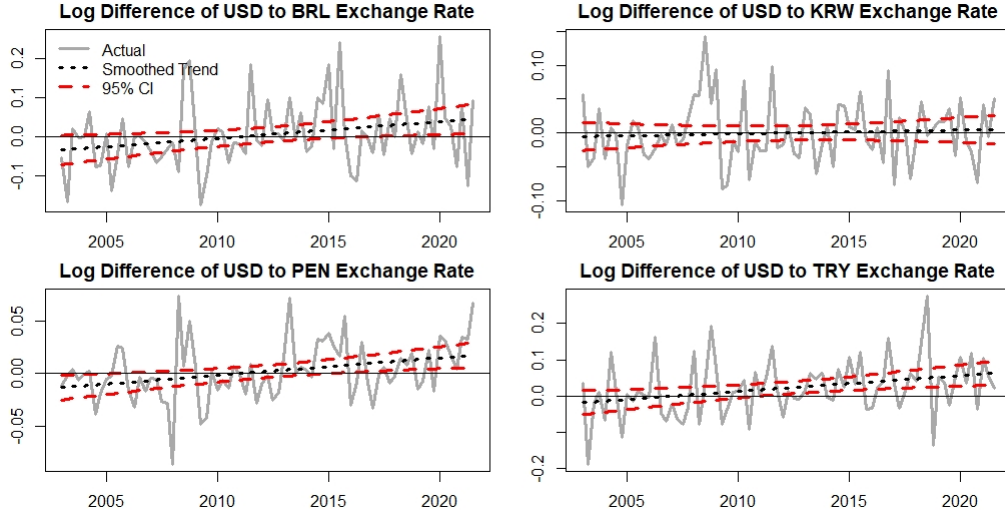 Log Difference of USD to BRL Exchange Rate
0.2
0.1
0.0
-0.1
Actual
Smoothed Trend
95% CI
2005 2010 2015 2020
Log Difference of USD to KRW Exchange Rate
0.10
0.00
-0.10
2005 2010 2015 2020
Log Difference of USD to PEN Exchange Rate
0.05
0.00
-0.05
2005 2010 2015 2020
Log Difference of USD to TRY Exchange Rate
0.2
0.1
0.0
-0.2
2005 2010 2015 2020